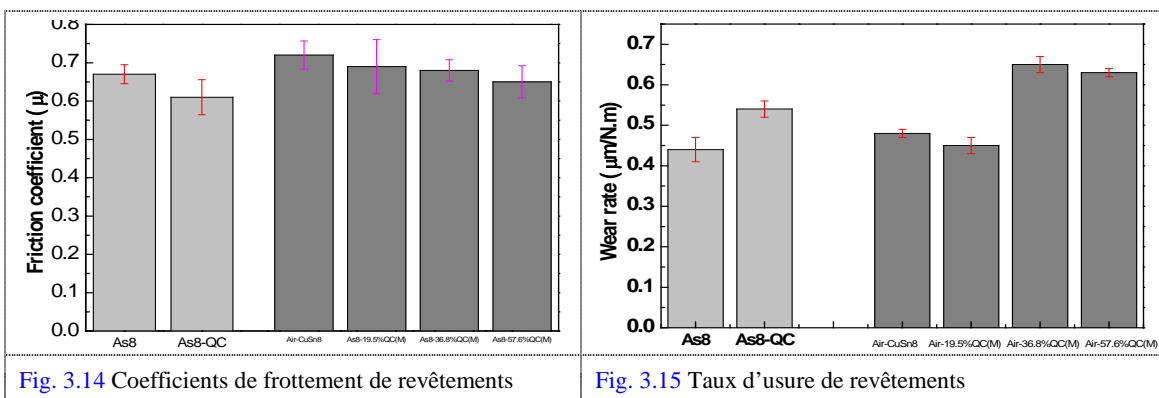 Friction coefficient ( μ)
0.8
0.7
0.6
0.5
0.4
0.3
0.2
0.1
0.0
As8
As8-QC
Air-CuSn8
As8-19.5%QC(M)
As8-36.8%QC(M)
As8-57.6%QC(M)
Wear rate ( μm/N.m)
0.7
0.6
0.5
0.4
0.3
0.2
0.1
0.0
As8
As8-QC
Air-CuSn8
Air-19.5%QC(M)
Air-36.8%QC(M)
Air-57.6%QC(M)
Fig. 3.14 Coefficients de frottement de revêtements
Fig. 3.15 Taux d’usure de revêtements